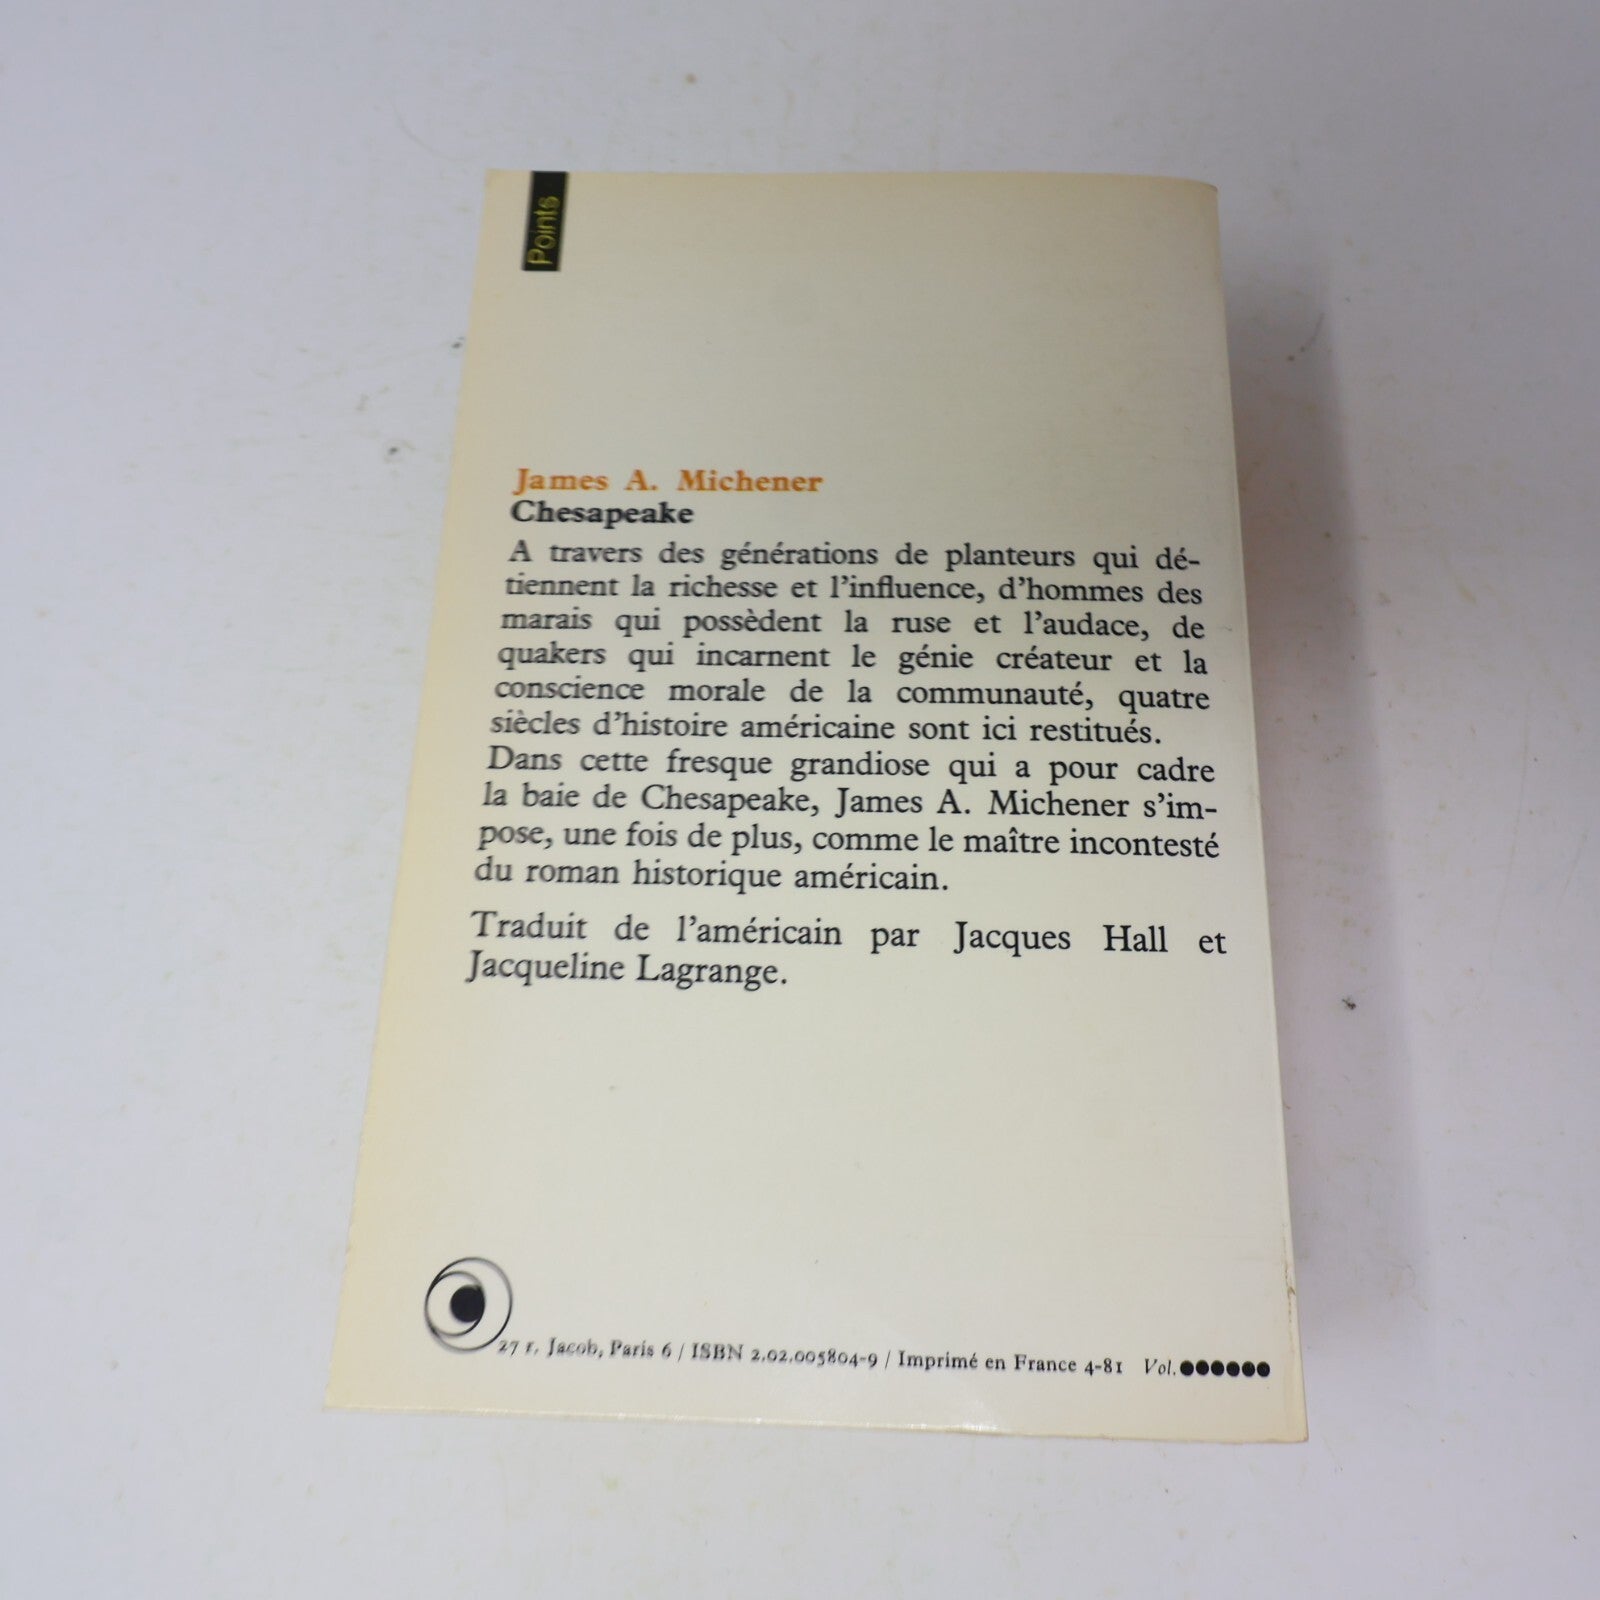 Points
James A. Michener
Chesapeake
A travers des générations de planteurs qui dé-
tiennent la richesse et l'influence, d'hommes des
marais qui possèdent la ruse et l'audace, de
quakers qui incarnent le génie créateur et la
conscience morale de la communauté, quatre
siècles d'histoire américaine sont ici restitués.
Dans cette fresque grandiose qui a pour cadre
la baie de Chesapeake, James A. Michener s'im-
pose, une fois de plus, comme le maître incontesté
du roman historique américain.
Traduit de l'américain par Jacques Hall et
Jacqueline Lagrange.
27 r. Jacob, Paris 6 / ISBN 2.02.005804-9 / Imprimé en France 4-81 Vol.●●●●●●